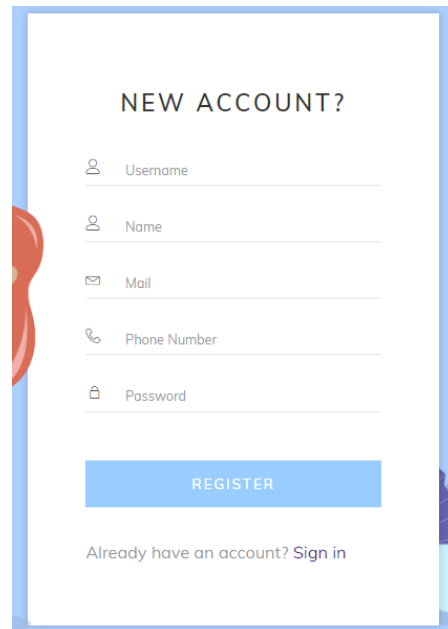 NEW ACCOUNT?
Username
Name
Mail
Phone Number
Password
REGISTER
Already have an account? Sign in